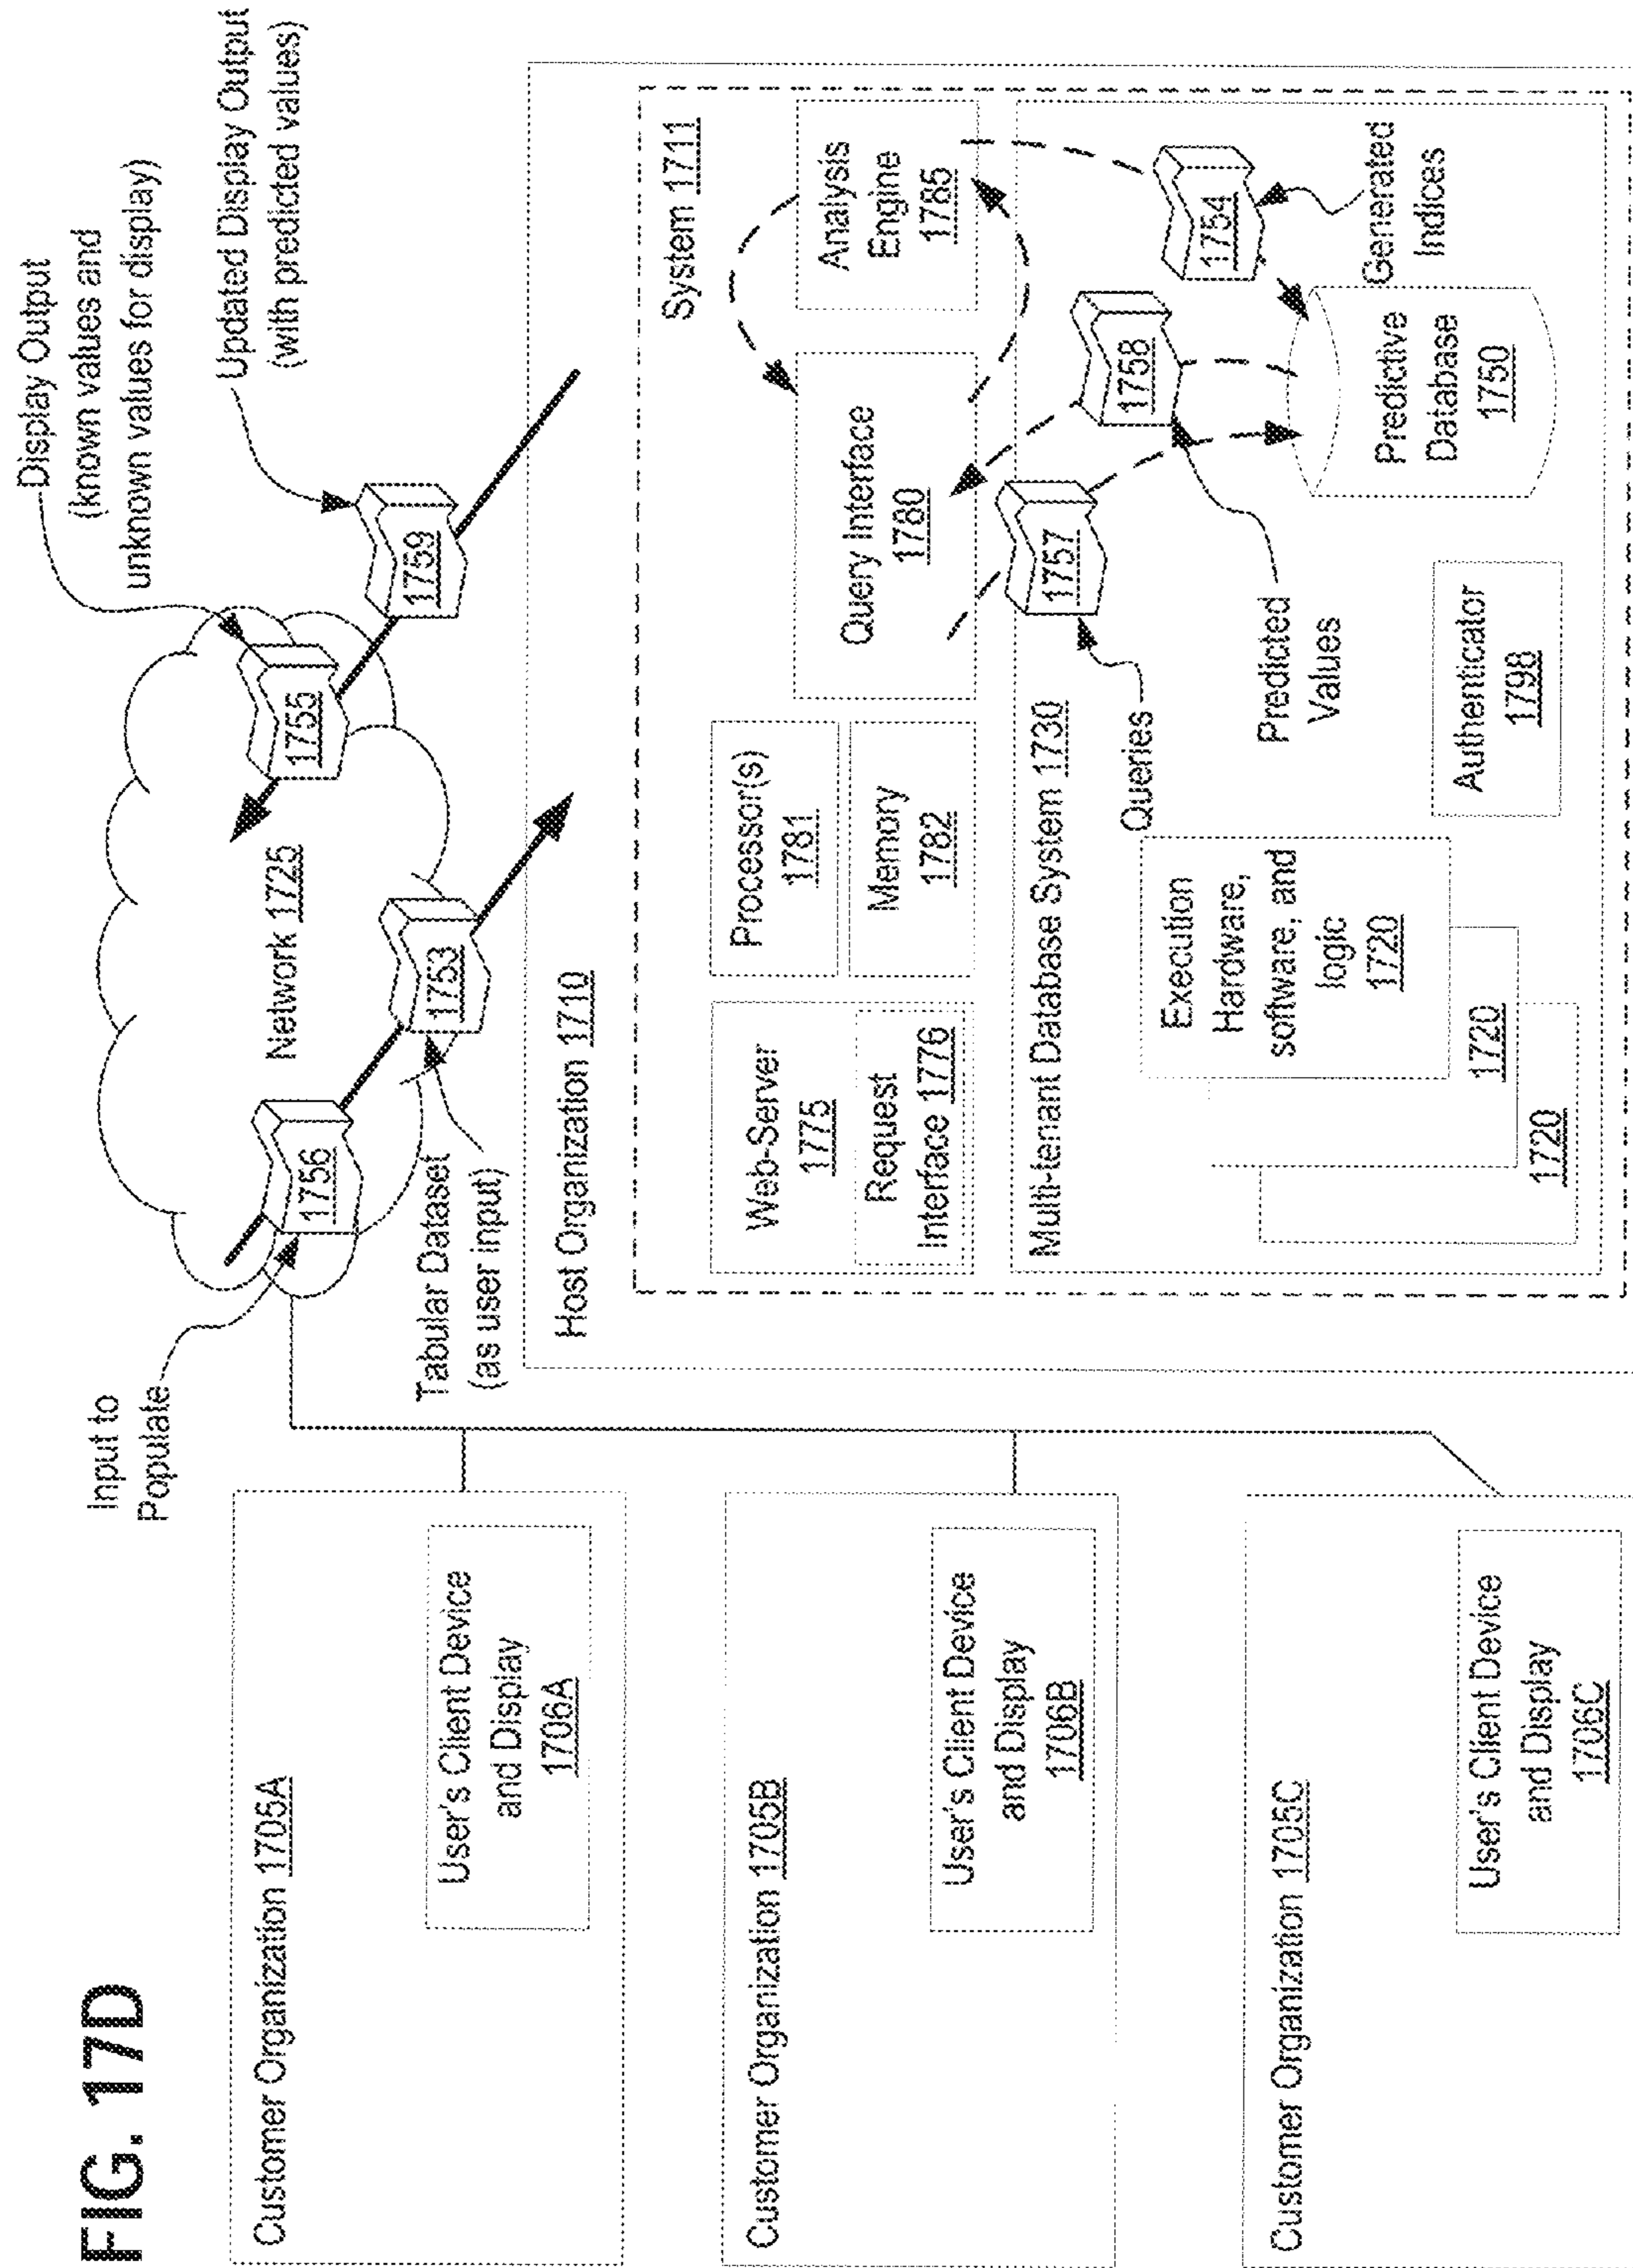 FIG. 17D
Customer Organization 1705A
User's Client Device
and Display
1706A
Customer Organization 1705B
User's Client Device
and Display
1706B
Customer Organization 1705C
User's Client Device
and Display
1706C
Input to
Populate
1756
Network 1725
1755
Display Output
(known values and
unknown values for display)
1753
Tabular Dataset
(as user input)
1759
Updated Display Output
(with predicted values)
Host Organization 1710
System 1711
Web-Server
1775
Request
Interface 1776
Processor(s)
1781
Memory
1782
Query Interface
1780
Analysis
Engine
1785
Multi-tenant Database System 1730
Queries
1757
1758
1754
Execution
Hardware,
software, and
logic
1720
1720
1720
Predicted
Values
Authenticator
1798
Predictive
Database
1750
Generated
Indices